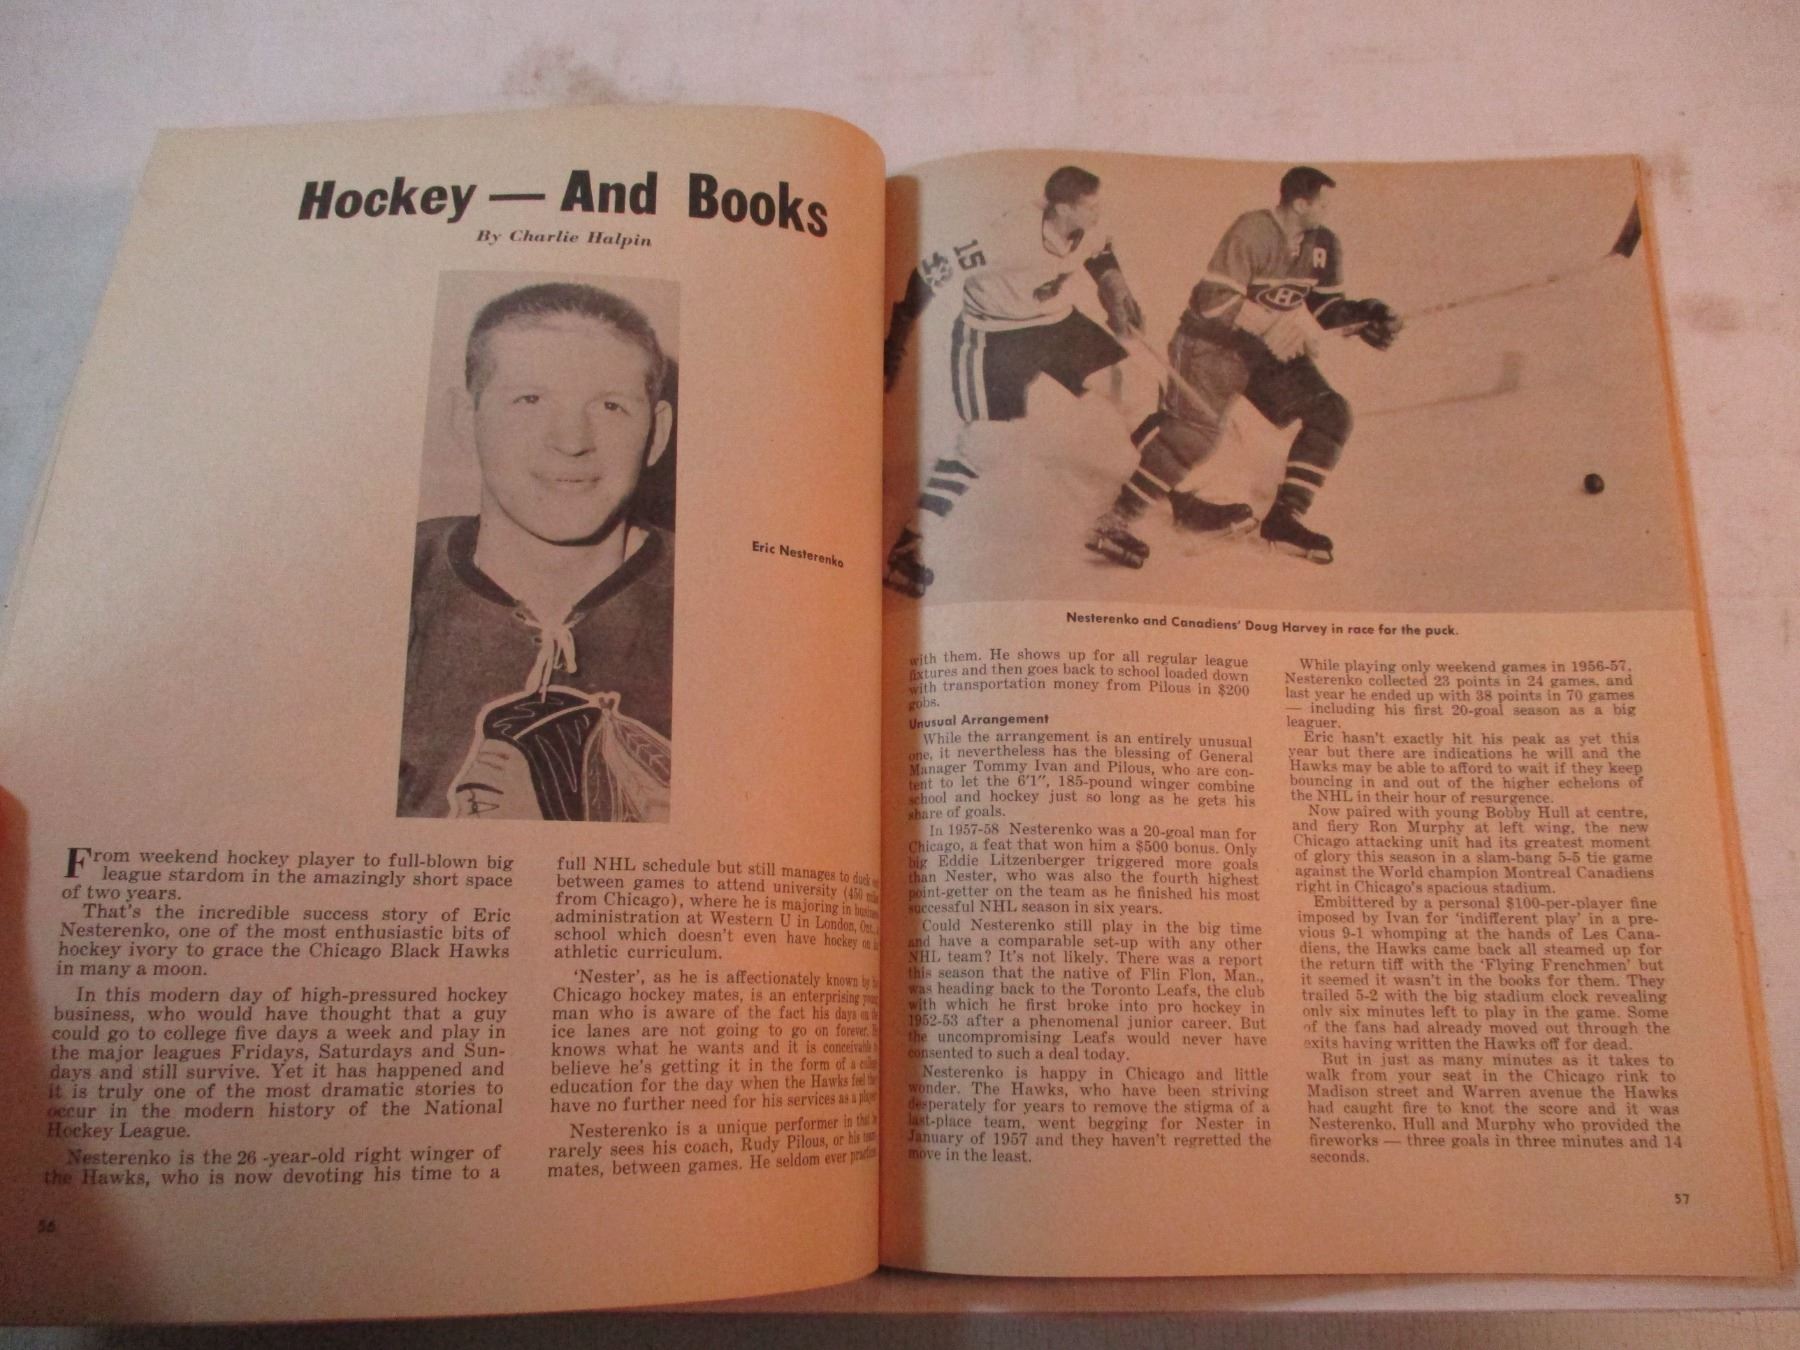 Hockey — And Books
By Charlie Halpin
Eric Nesterenko
From weekend hockey player to full-blown big
league stardom in the amazingly short space
of two years.
That's the incredible success story of Eric
Nesterenko, one of the most enthusiastic bits of
hockey ivory to grace the Chicago Black Hawks
in many a moon.
In this modern day of high-pressured hockey
business, who would have thought that a guy
could go to college five days a week and play in
the major leagues Fridays, Saturdays and Sun-
days and still survive. Yet it has happened and
it is truly one of the most dramatic stories to
occur in the modern history of the National
Hockey League.
Nesterenko is the 26 -year-old right winger of
the Hawks, who is now devoting his time to a
56
full NHL schedule but still manages to duck
between games to attend university (450
from Chicago), where he is majoring in
administration at Western U in London, Ont.,
school which doesn't even have hockey on
athletic curriculum.
'Nester', as he is affectionately known by
Chicago hockey mates, is an enterprising young
man who is aware of the fact his days on the
ice lanes are not going to go on forever.
knows what he wants and it is conceivable
believe he's getting it in the form of a
education for the day when the Hawks feel they
have no further need for his services as a player
Nesterenko is a unique performer in that
rarely sees his coach, Rudy Pilous, or his
mates, between games. He seldom ever
15
A
H
Nesterenko and Canadiens' Doug Harvey in race for the puck.
with them. He shows up for all regular league
fixtures and then goes back to school loaded down
with transportation money from Pilous in $200
gobs.
Unusual Arrangement
While the arrangement is an entirely unusual
one, it nevertheless has the blessing of General
Manager Tommy Ivan and Pilous, who are con-
tent to let the 6'1", 185-pound winger combine
school and hockey just so long as he gets his
share of goals.
In 1957-58 Nesterenko was a 20-goal man for
Chicago, a feat that won him a $500 bonus. Only
big Eddie Litzenberger triggered more goals
than Nester, who was also the fourth highest
point-getter on the team as he finished his most
successful NHL season in six years.
Could Nesterenko still play in the big time
and have a comparable set-up with any other
NHL team? It's not likely. There was a report
this season that the native of Flin Flon, Man.,
was heading back to the Toronto Leafs, the club
with which he first broke into pro hockey in
1952-53 after a phenomenal junior career. But
the uncompromising Leafs would never have
consented to such a deal today.
Nesterenko is happy in Chicago and little
wonder. The Hawks, who have been striving
desperately for years to remove the stigma of a
last-place team, went begging for Nester in
January of 1957 and they haven't regretted the
move in the least.
While playing only weekend games in 1956-57,
Nesterenko collected 23 points in 24 games, and
last year he ended up with 38 points in 70 games
— including his first 20-goal season as a big
leaguer.
Eric hasn't exactly hit his peak as yet this
year but there are indications he will and the
Hawks may be able to afford to wait if they keep
bouncing in and out of the higher echelons of
the NHL in their hour of resurgence.
Now paired with young Bobby Hull at centre,
and fiery Ron Murphy at left wing, the new
Chicago attacking unit had its greatest moment
of glory this season in a slam-bang 5-5 tie game
against the World champion Montreal Canadiens
right in Chicago's spacious stadium.
Embittered by a personal $100-per-player fine
imposed by Ivan for 'indifferent play' in a pre-
vious 9-1 whomping at the hands of Les Cana-
diens, the Hawks came back all steamed up for
the return tiff with the 'Flying Frenchmen' but
it seemed it wasn't in the books for them. They
trailed 5-2 with the big stadium clock revealing
only six minutes left to play in the game. Some
of the fans had already moved out through the
exits having written the Hawks off for dead.
But in just as many minutes as it takes to
walk from your seat in the Chicago rink to
Madison street and Warren avenue the Hawks
had caught fire to knot the score and it was
Nesterenko, Hull and Murphy who provided the
fireworks — three goals in three minutes and 14
seconds.
57